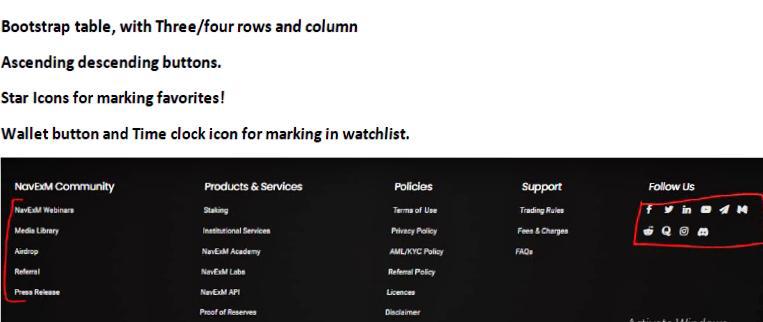 Bootstrap table, with Three/four rows and column
Ascending descending buttons.
Star Icons for marking favorites!
Wallet button and Time clock icon for marking in watchlist.
NavExM Community
Products & Services
Policies
Support
Follow Us
NavExM Webinars
Staking
Terms of Use
Trading Rules
Media Library
Institutional Services
Privacy Policy
Fees & Charges
Airdrop
NavExM Academy
AML/KYC Policy
FAQs
Referral
NavExM Labs
Referral Policy
Press Release
NavExM API
Licences
Proof of Reserves
Disclaimer
Activate Windows